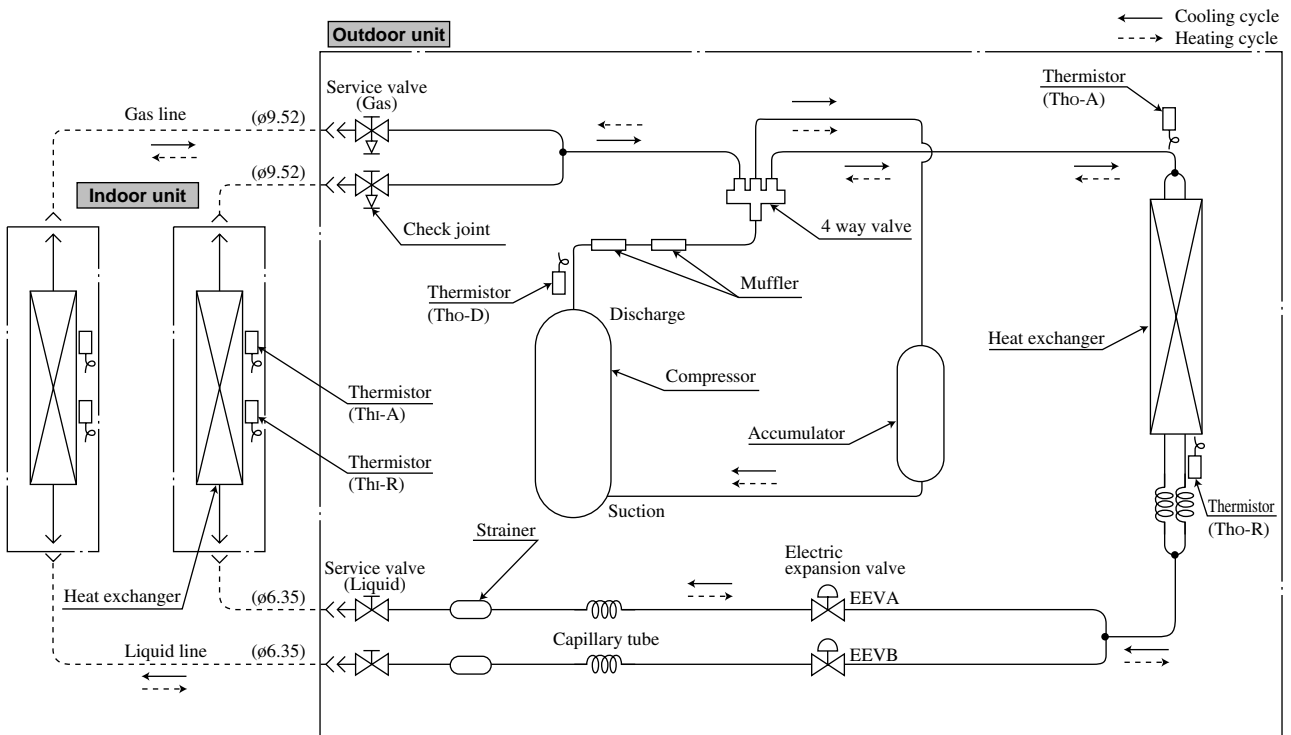 Cooling cycle
Heating cycle
Outdoor unit
Service valve
(Gas)
Thermistor
(Tho-A)
Gas line
(ø9.52)
(ø9.52)
Indoor unit
Check joint
4 way valve
Thermistor
(Tho-D)
Muffler
Discharge
Heat exchanger
Compressor
Thermistor
(ThI-A)
Accumulator
Thermistor
(ThI-R)
Suction
Thermistor
(Tho-R)
Strainer
Service valve
(Liquid)
Electric
expansion valve
Heat exchanger
(ø6.35)
EEVA
Capillary tube
Liquid line
(ø6.35)
EEVB